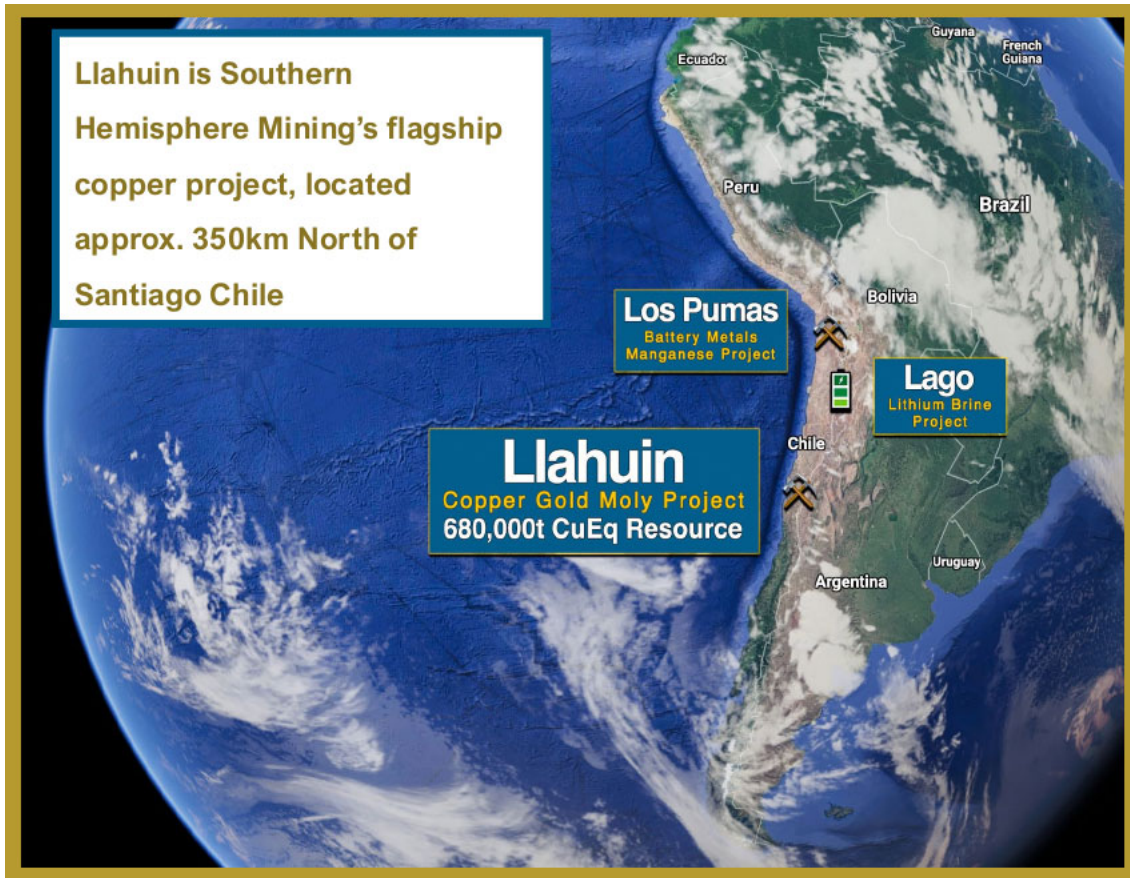 Llahuin is Southern
Hemisphere Mining’s flagship
copper project, located
approx. 350km North of
Santiago Chile
Guyana
French
Guiana
Ecuador
Peru
Brazil
Bolivia
Los Pumas
Battery Metals
Manganese Project
Lago
Lithium Brine
Project
Chile
Llahuin
Copper Gold Moly Project
680,000t CuEq Resource
Uruguay
Argentina